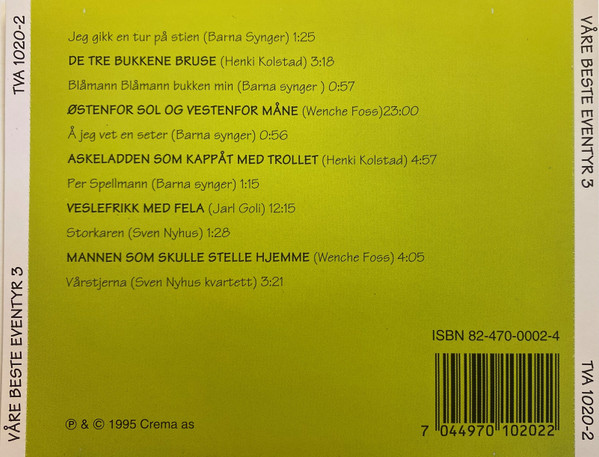 Jeg gikk en tur på stien (Barna Synger) 1:25
DE TRE BUKKENE BRUSE (Henki Kolstad) 3:18
Blåmann Blåmann bukken min (Barna synger ) 0:57
ØSTENFOR SOL OG VESTENFOR MÅNE (Wenche Foss)23:00
Å jeg vet en seter (Barna synger) 0:56
ASKELADDEN SOM KAPPÅT MED TROLLET (Henki Kolstad) 4:57
Per Spellmann (Barna synger) 1:15
VESLEFRIKK MED FELA (Jarl Goli) 12:15
Storkaren (Sven Nyhus) 1:28
MANNEN SOM SKULLE STELLE HJEMME (Wenche Foss) 4:05
Vårstjerna (Sven Nyhus kvartett) 3:21
ISBN 82-470-0002-4
7 044970 102022
℗ & © 1995 Crema as
VÅRE BESTE EVENTYR 3
TVA 1020-2
VÅRE BESTE EVENTYR 3
TVA 1020-2